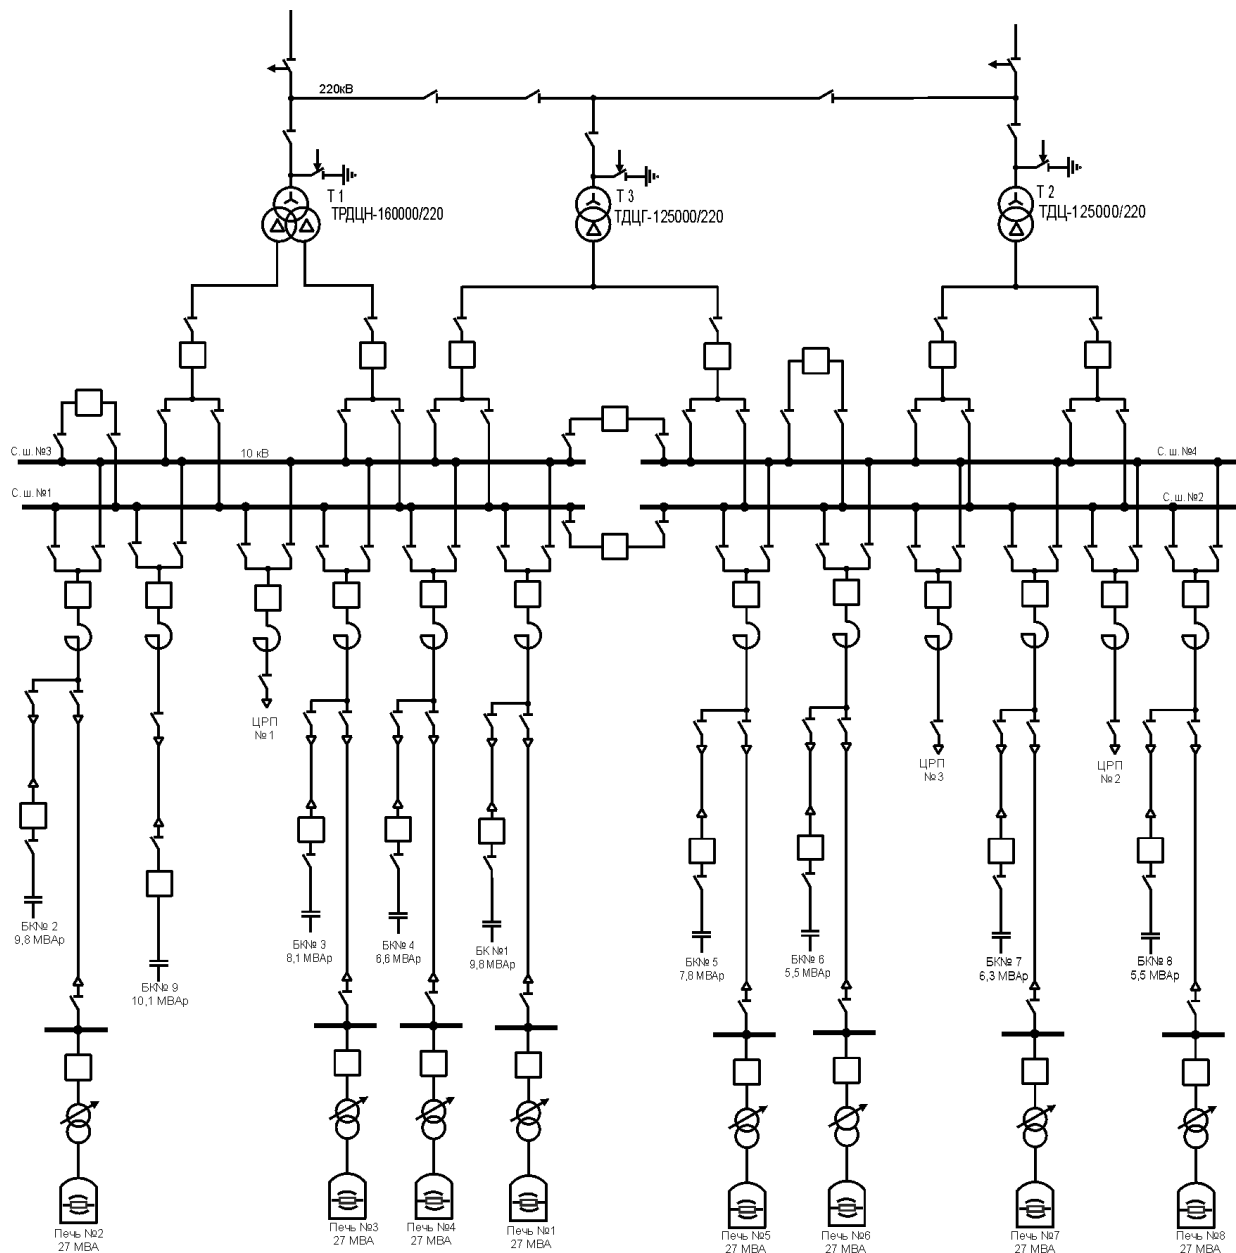 220кВ
Т 1
ТРДЦН-160000/220
Т 3
ТДЦГ-125000/220
Т 2
ТДЦ-125000/220
С. ш. №3
10 кВ
С. ш. №4
С. ш. №1
С. ш. №2
ЦРП
№1
ЦРП
№3
ЦРП
№2
БК№ 2
9,8 МВАр
БК№ 9
10,1 МВАр
БК№ 3
8,1 МВАр
БК№ 4
6,6 МВАр
БК №1
9,8 МВАр
БК№ 5
7,8 МВАр
БК№ 6
5,5 МВАр
БК№ 7
6,3 МВАр
БК№ 8
5,5 МВАр
Печь №2
27 МВА
Печь №3
27 МВА
Печь №4
27 МВА
Печь №1
27 МВА
Печь №5
27 МВА
Печь №6
27 МВА
Печь №7
27 МВА
Печь №8
27 МВА